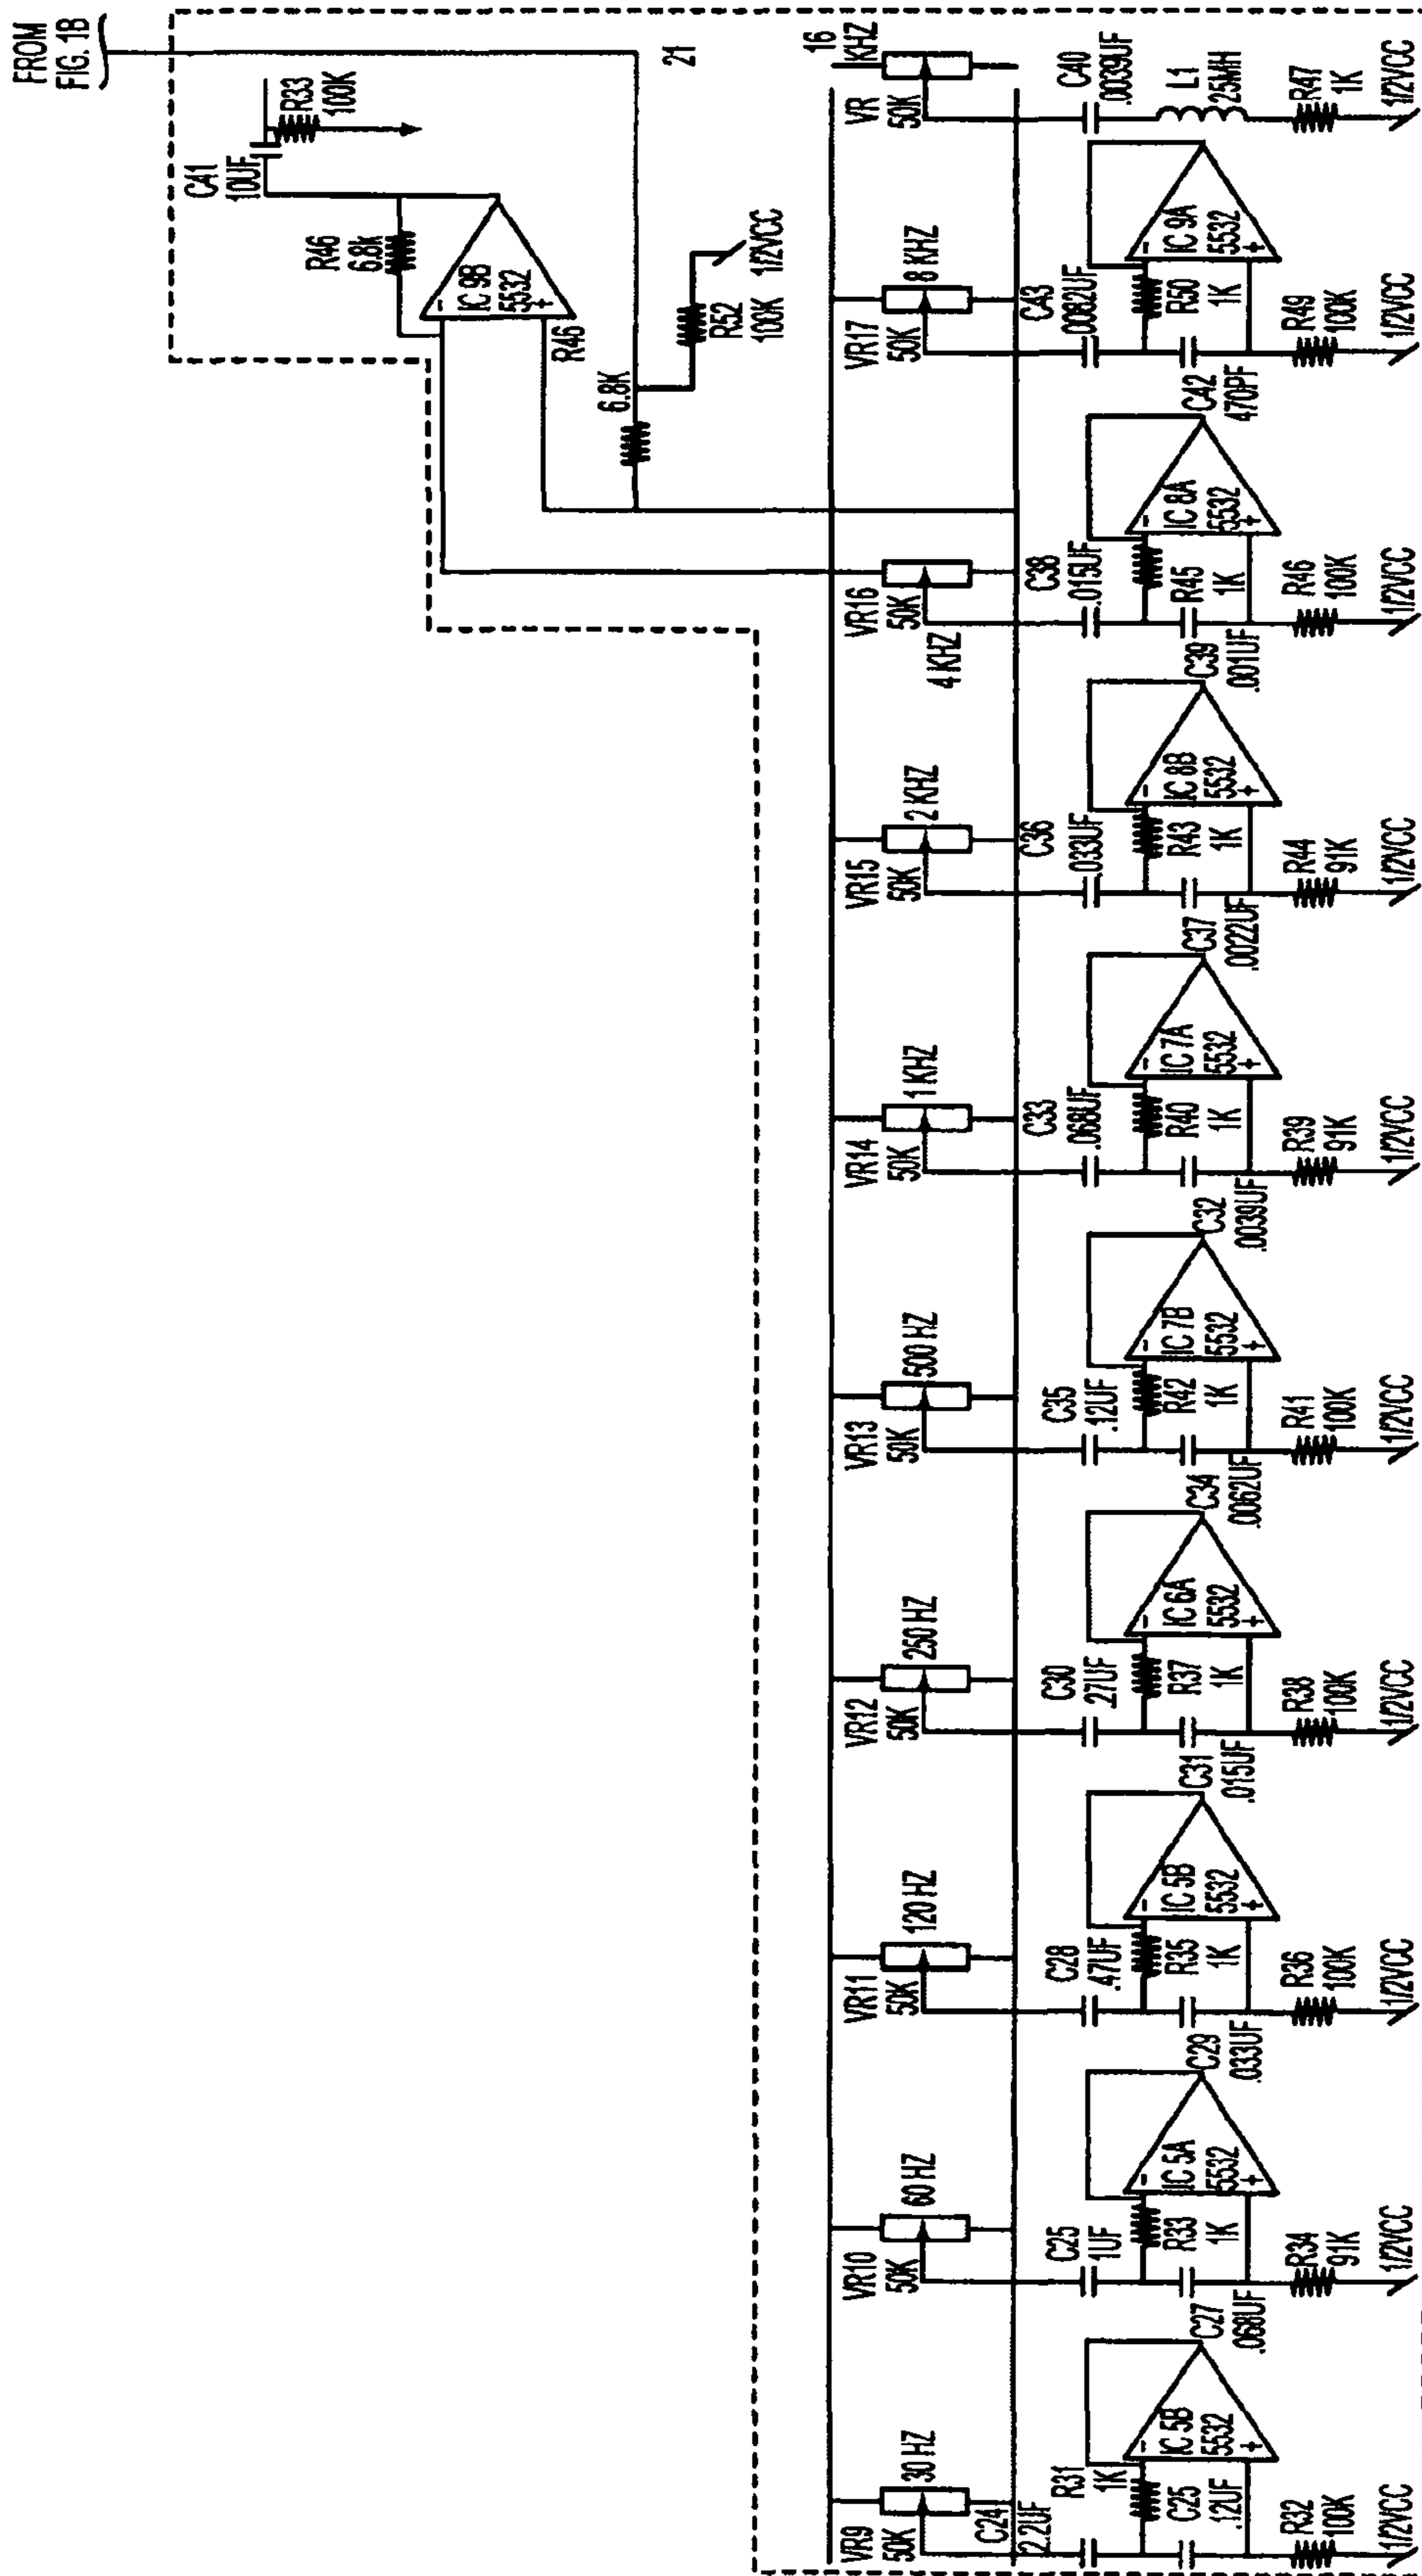 FROM
FIG. 1B
C41
10UF
R33
100K
R46
6.8K
IC 9B
5532
R46
6.8K
R52
100K
1/2VCC
21
VR9
50K
30 HZ
VR10
50K
60 HZ
VR11
50K
120 HZ
VR12
50K
250 HZ
VR13
50K
500 HZ
VR14
50K
1 KHZ
VR15
50K
2 KHZ
VR16
50K
4 KHZ
VR17
50K
8 KHZ
VR
50K
16
KHZ
C24
2.2UF
R31
1K
C25
.12UF
IC 5B
5532
R32
100K
1/2VCC
C25
1UF
R33
1K
C27
.068UF
IC 5A
5532
R34
91K
1/2VCC
C28
.47UF
R35
1K
C29
.033UF
IC 5B
5532
R36
100K
1/2VCC
C30
.27UF
R37
1K
C31
.015UF
IC 6A
5532
R38
100K
1/2VCC
C35
.12UF
R42
1K
C34
.0062UF
IC 7B
5532
R41
100K
1/2VCC
C33
.068UF
R40
1K
C32
.0039UF
IC 7A
5532
R39
91K
1/2VCC
C36
.033UF
R43
1K
C37
.0022UF
IC 8B
5532
R44
91K
1/2VCC
C38
.015UF
R45
1K
C39
.001UF
IC 8A
5532
R46
100K
1/2VCC
C43
.0082UF
R50
1K
C42
470PF
IC 9A
5532
R49
100K
1/2VCC
C40
.0039UF
L1
25MH
R47
1K
1/2VCC